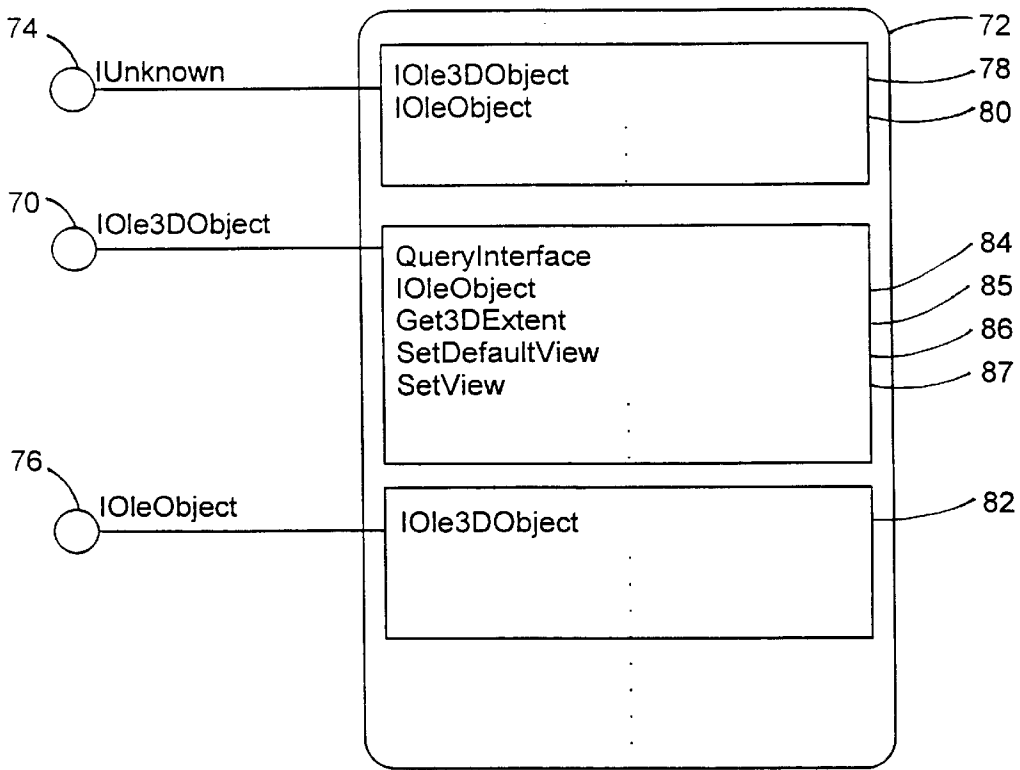 74
72
IUnknown
IOle3DObject
78
IOleObject
80
70
IOle3DObject
QueryInterface
84
IOleObject
85
Get3DExtent
86
SetDefaultView
87
SetView
76
IOleObject
IOle3DObject
82